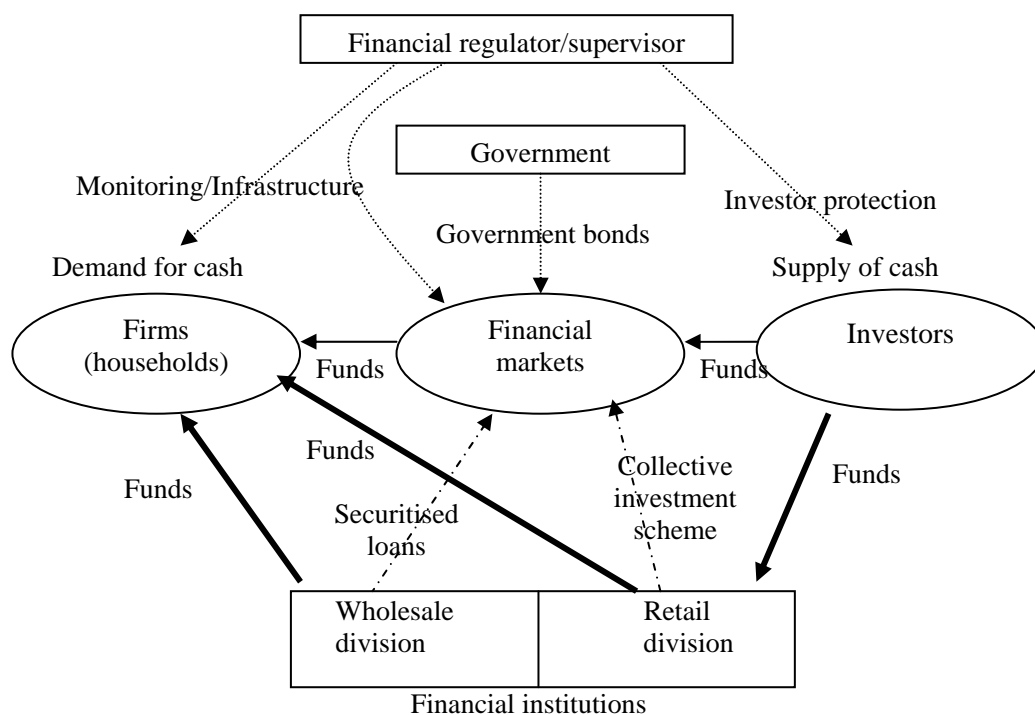 Financial regulator/supervisor
Government
Monitoring/Infrastructure
Investor protection
Government bonds
Demand for cash
Supply of cash
Firms
(households)
Financial
markets
Investors
Funds
Funds
Funds
Funds
Collective
investment
scheme
Funds
Securitised
loans
Wholesale
division
Retail
division
Financial institutions